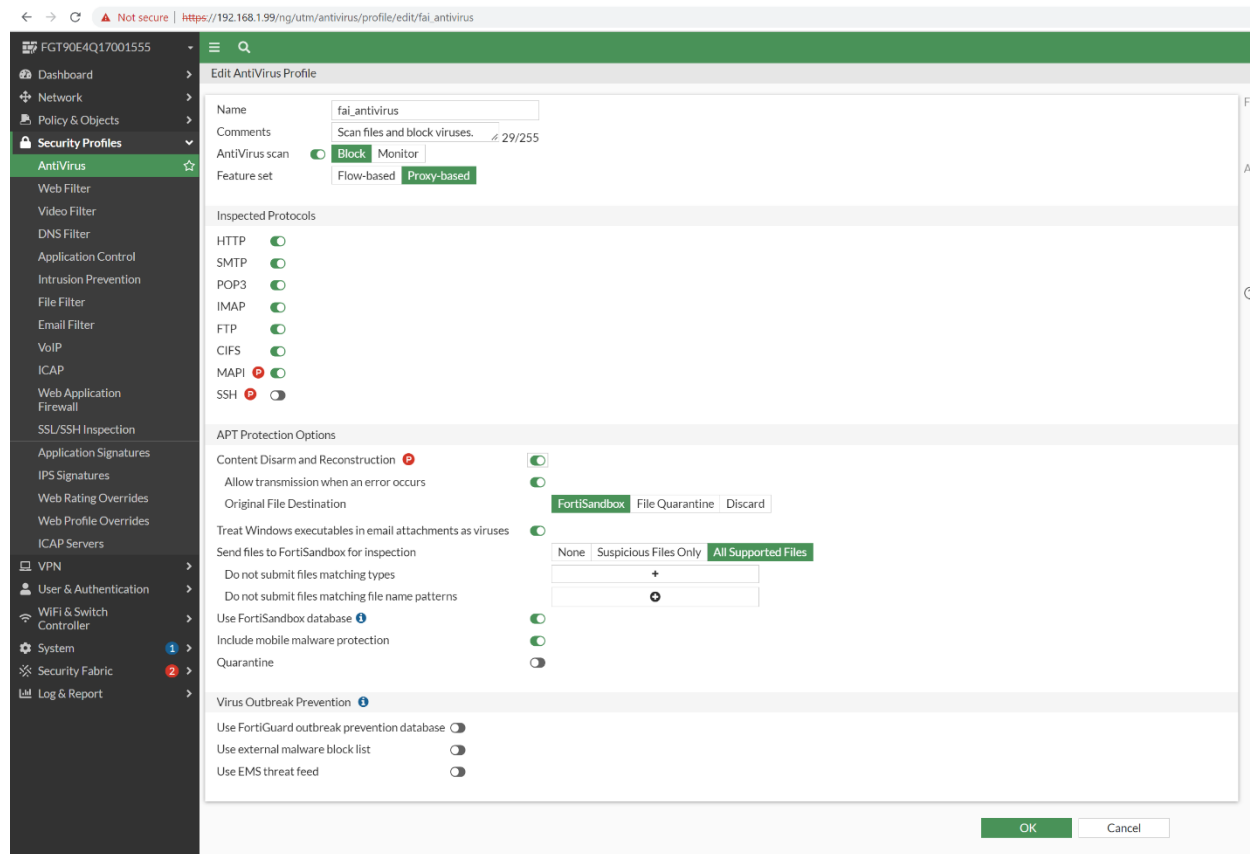 Not secure | https://192.168.1.99/ng/utm/antivirus/profile/edit/fai_antivirus
FGT90E4Q17001555
Dashboard
Network
Policy & Objects
Security Profiles
AntiVirus
Web Filter
Video Filter
DNS Filter
Application Control
Intrusion Prevention
File Filter
Email Filter
VoIP
ICAP
Web Application
Firewall
SSL/SSH Inspection
Application Signatures
IPS Signatures
Web Rating Overrides
Web Profile Overrides
ICAP Servers
VPN
User & Authentication
WiFi & Switch
Controller
System 1
Security Fabric 2
Log & Report
Edit AntiVirus Profile
Name fai_antivirus
Comments Scan files and block viruses. 29/255
AntiVirus scan Block Monitor
Feature set Flow-based Proxy-based
Inspected Protocols
HTTP
SMTP
POP3
IMAP
FTP
CIFS
MAPI P
SSH P
APT Protection Options
Content Disarm and Reconstruction P
Allow transmission when an error occurs
Original File Destination FortiSandbox File Quarantine Discard
Treat Windows executables in email attachments as viruses
Send files to FortiSandbox for inspection None Suspicious Files Only All Supported Files
Do not submit files matching types +
Do not submit files matching file name patterns +
Use FortiSandbox database i
Include mobile malware protection
Quarantine
Virus Outbreak Prevention i
Use FortiGuard outbreak prevention database
Use external malware block list
Use EMS threat feed
OK Cancel